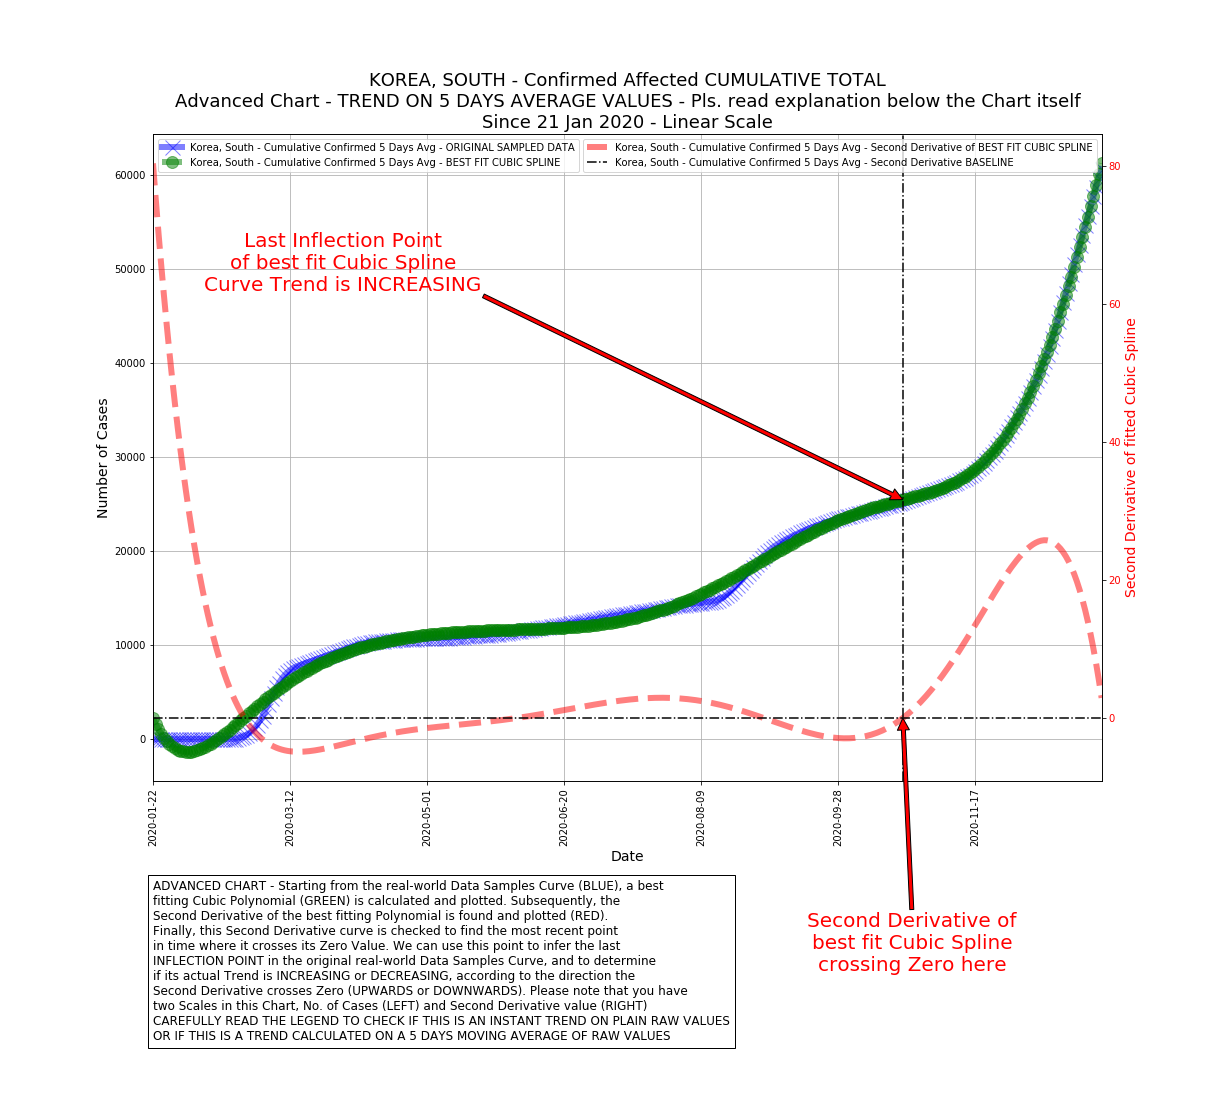 KOREA, SOUTH - Confirmed Affected CUMULATIVE TOTAL
Advanced Chart - TREND ON 5 DAYS AVERAGE VALUES - Pls. read explanation below the Chart itself
Since 21 Jan 2020 - Linear Scale
Korea, South - Cumulative Confirmed 5 Days Avg - ORIGINAL SAMPLED DATA
Korea, South - Cumulative Confirmed 5 Days Avg - BEST FIT CUBIC SPLINE
Korea, South - Cumulative Confirmed 5 Days Avg - Second Derivative of BEST FIT CUBIC SPLINE
Korea, South - Cumulative Confirmed 5 Days Avg - Second Derivative BASELINE
Last Inflection Point
of best fit Cubic Spline
Curve Trend is INCREASING
Number of Cases
60000
50000
40000
30000
20000
10000
0
80
60
40
20
0
Second Derivative of fitted Cubic Spline
2020-01-22
2020-03-12
2020-05-01
2020-06-20
2020-08-09
2020-09-28
2020-11-17
Date
Second Derivative of
best fit Cubic Spline
crossing Zero here
ADVANCED CHART - Starting from the real-world Data Samples Curve (BLUE), a best
fitting Cubic Polynomial (GREEN) is calculated and plotted. Subsequently, the
Second Derivative of the best fitting Polynomial is found and plotted (RED).
Finally, this Second Derivative curve is checked to find the most recent point
in time where it crosses its Zero Value. We can use this point to infer the last
INFLECTION POINT in the original real-world Data Samples Curve, and to determine
if its actual Trend is INCREASING or DECREASING, according to the direction the
Second Derivative crosses Zero (UPWARDS or DOWNWARDS). Please note that you have
two Scales in this Chart, No. of Cases (LEFT) and Second Derivative value (RIGHT)
CAREFULLY READ THE LEGEND TO CHECK IF THIS IS AN INSTANT TREND ON PLAIN RAW VALUES
OR IF THIS IS A TREND CALCULATED ON A 5 DAYS MOVING AVERAGE OF RAW VALUES